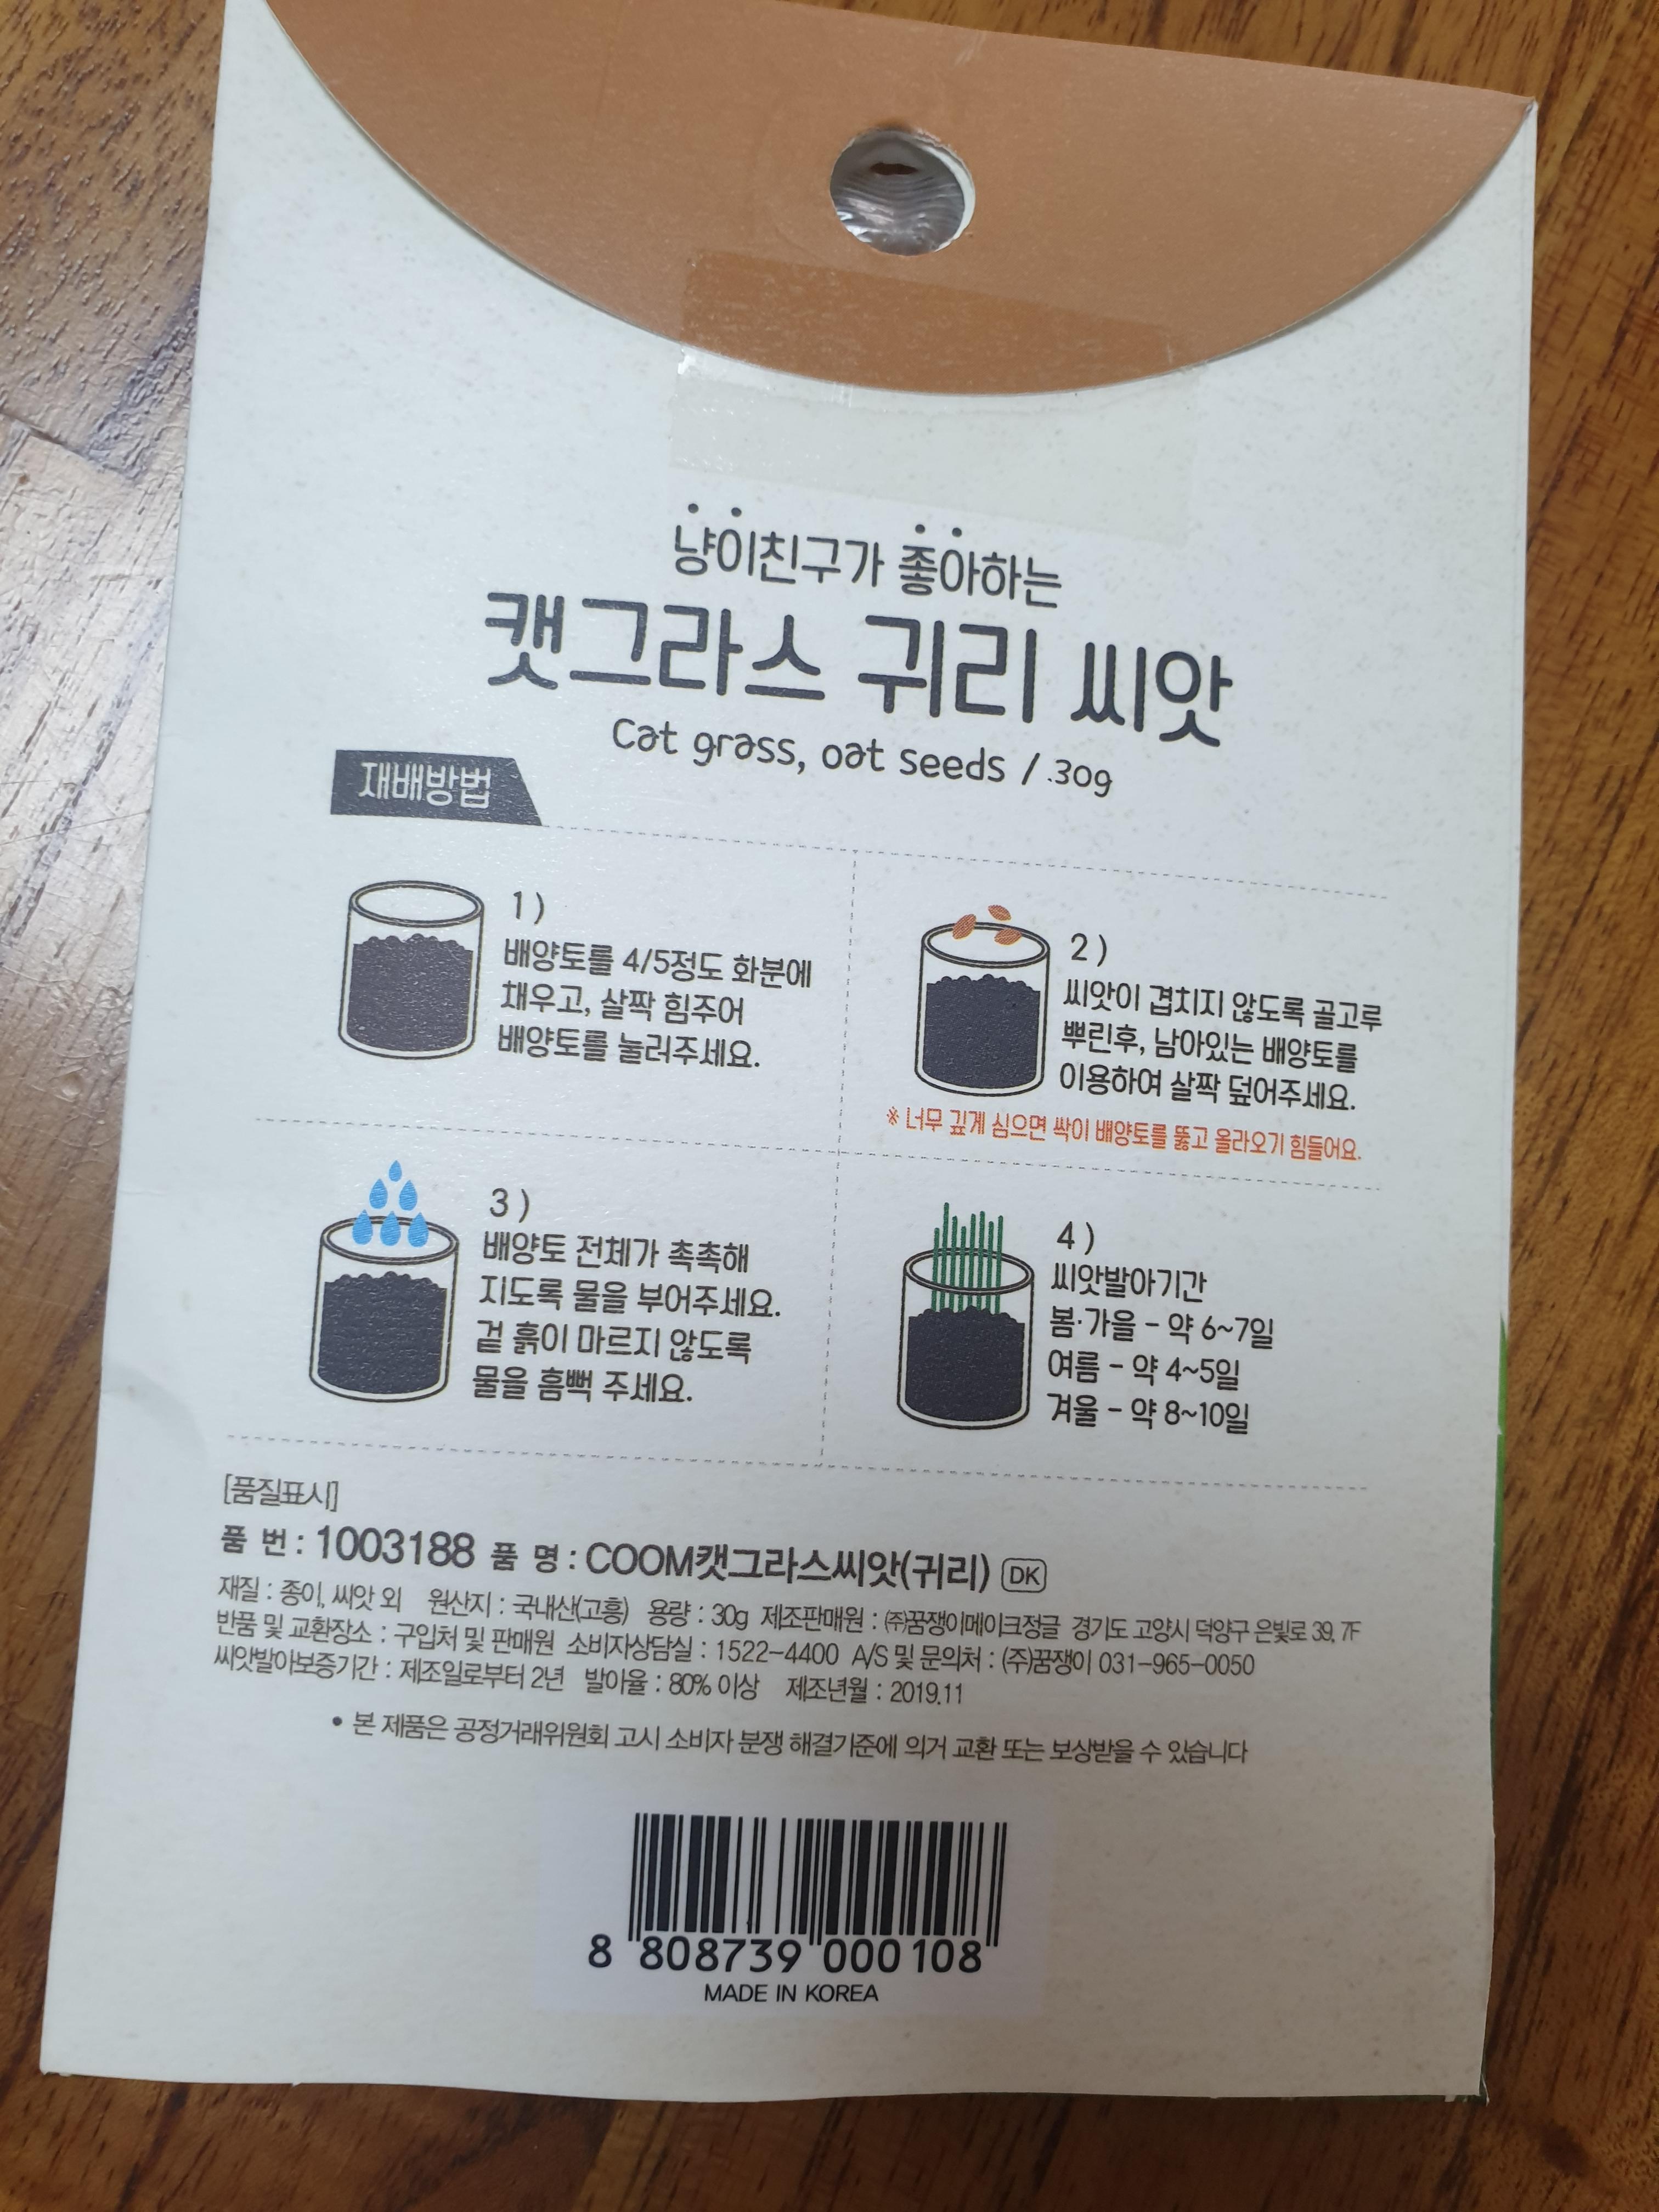 냥이친구가 좋아하는
캣그라스 귀리 씨앗
Cat grass, oat seeds / 30g
재배방법
1)
배양토를 4/5정도 화분에
채우고, 살짝 힘주어
배양토를 눌러주세요.
2)
씨앗이 겹치지 않도록 골고루
뿌린후, 남아있는 배양토를
이용하여 살짝 덮어주세요.
※ 너무 깊게 심으면 싹이 배양토를 뚫고 올라오기 힘들어요.
3)
배양토 전체가 촉촉해
지도록 물을 부어주세요.
겉 흙이 마르지 않도록
물을 흠뻑 주세요.
4)
씨앗발아기간
봄·가을 - 약 6~7일
여름 - 약 4~5일
겨울 - 약 8~10일
[품질표시]
품 번 : 1003188 품 명 : COOM캣그라스씨앗(귀리) DK
재질 : 종이, 씨앗 외 원산지 : 국내산(고흥) 용량 : 30g 제조판매원 : ㈜꿈쟁이메이크정글 경기도 고양시 덕양구 은빛로 39, 7F
반품 및 교환장소 : 구입처 및 판매원 소비자상담실 : 1522-4400 A/S 및 문의처 : (주)꿈쟁이 031-965-0050
씨앗발아보증기간 : 제조일로부터 2년 발아율 : 80% 이상 제조년월 : 2019.11
• 본 제품은 공정거래위원회 고시 소비자 분쟁 해결기준에 의거 교환 또는 보상받을 수 있습니다
8 808739 000108
MADE IN KOREA